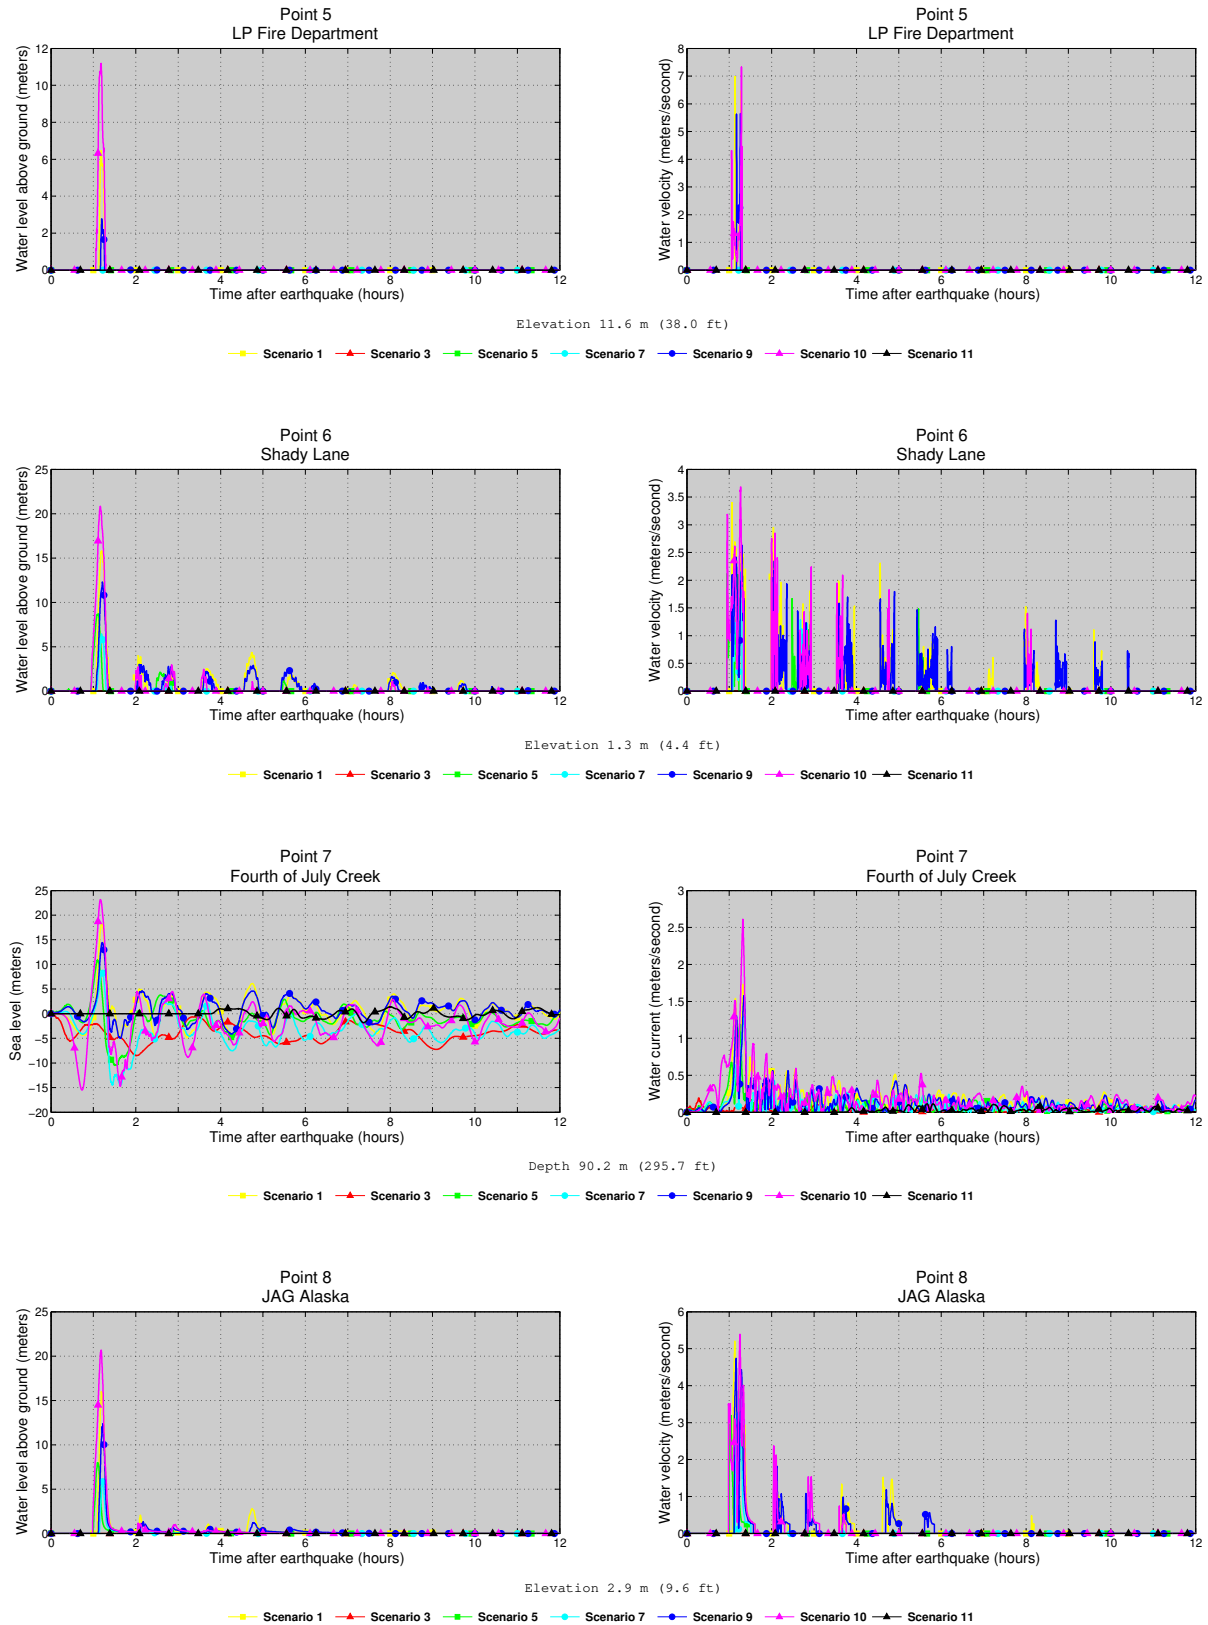 Point 5
LP Fire Department
Water level above ground (meters)
12
10
8
6
4
2
0
0 2 4 6 8 10 12
Time after earthquake (hours)
Point 5
LP Fire Department
Water velocity (meters/second)
8
7
6
5
4
3
2
1
0
0 2 4 6 8 10 12
Time after earthquake (hours)
Elevation 11.6 m (38.0 ft)
Scenario 1 Scenario 3 Scenario 5 Scenario 7 Scenario 9 Scenario 10 Scenario 11
Point 6
Shady Lane
Water level above ground (meters)
25
20
15
10
5
0
0 2 4 6 8 10 12
Time after earthquake (hours)
Point 6
Shady Lane
Water velocity (meters/second)
4
3.5
3
2.5
2
1.5
1
0.5
0
0 2 4 6 8 10 12
Time after earthquake (hours)
Elevation 1.3 m (4.4 ft)
Scenario 1 Scenario 3 Scenario 5 Scenario 7 Scenario 9 Scenario 10 Scenario 11
Point 7
Fourth of July Creek
Sea level (meters)
25
20
15
10
5
0
−5
−10
−15
−20
0 2 4 6 8 10 12
Time after earthquake (hours)
Point 7
Fourth of July Creek
Water current (meters/second)
3
2.5
2
1.5
1
0.5
0
0 2 4 6 8 10 12
Time after earthquake (hours)
Depth 90.2 m (295.7 ft)
Scenario 1 Scenario 3 Scenario 5 Scenario 7 Scenario 9 Scenario 10 Scenario 11
Point 8
JAG Alaska
Water level above ground (meters)
25
20
15
10
5
0
0 2 4 6 8 10 12
Time after earthquake (hours)
Point 8
JAG Alaska
Water velocity (meters/second)
6
5
4
3
2
1
0
0 2 4 6 8 10 12
Time after earthquake (hours)
Elevation 2.9 m (9.6 ft)
Scenario 1 Scenario 3 Scenario 5 Scenario 7 Scenario 9 Scenario 10 Scenario 11